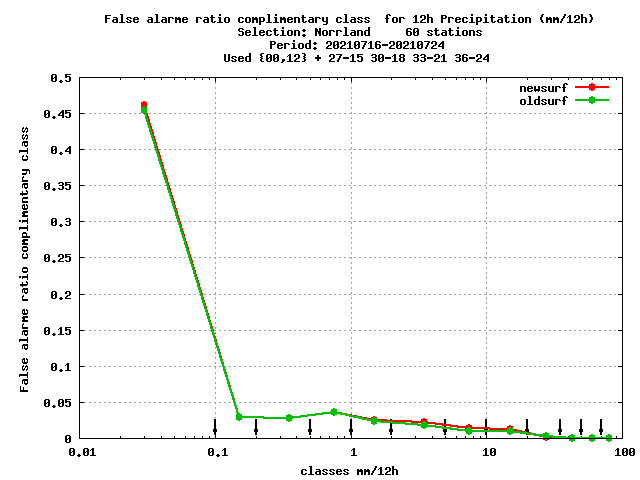 False alarme ratio complimentary class  for 12h Precipitation (mm/12h)
Selection: Norrland     60 stations
Period: 20210716-20210724
Used {00,12} + 27-15 30-18 33-21 36-24
newsurf
oldsurf
False alarme ratio complimentary class
0.5
0.45
0.4
0.35
0.3
0.25
0.2
0.15
0.1
0.05
0
0.01
0.1
1
10
100
classes mm/12h